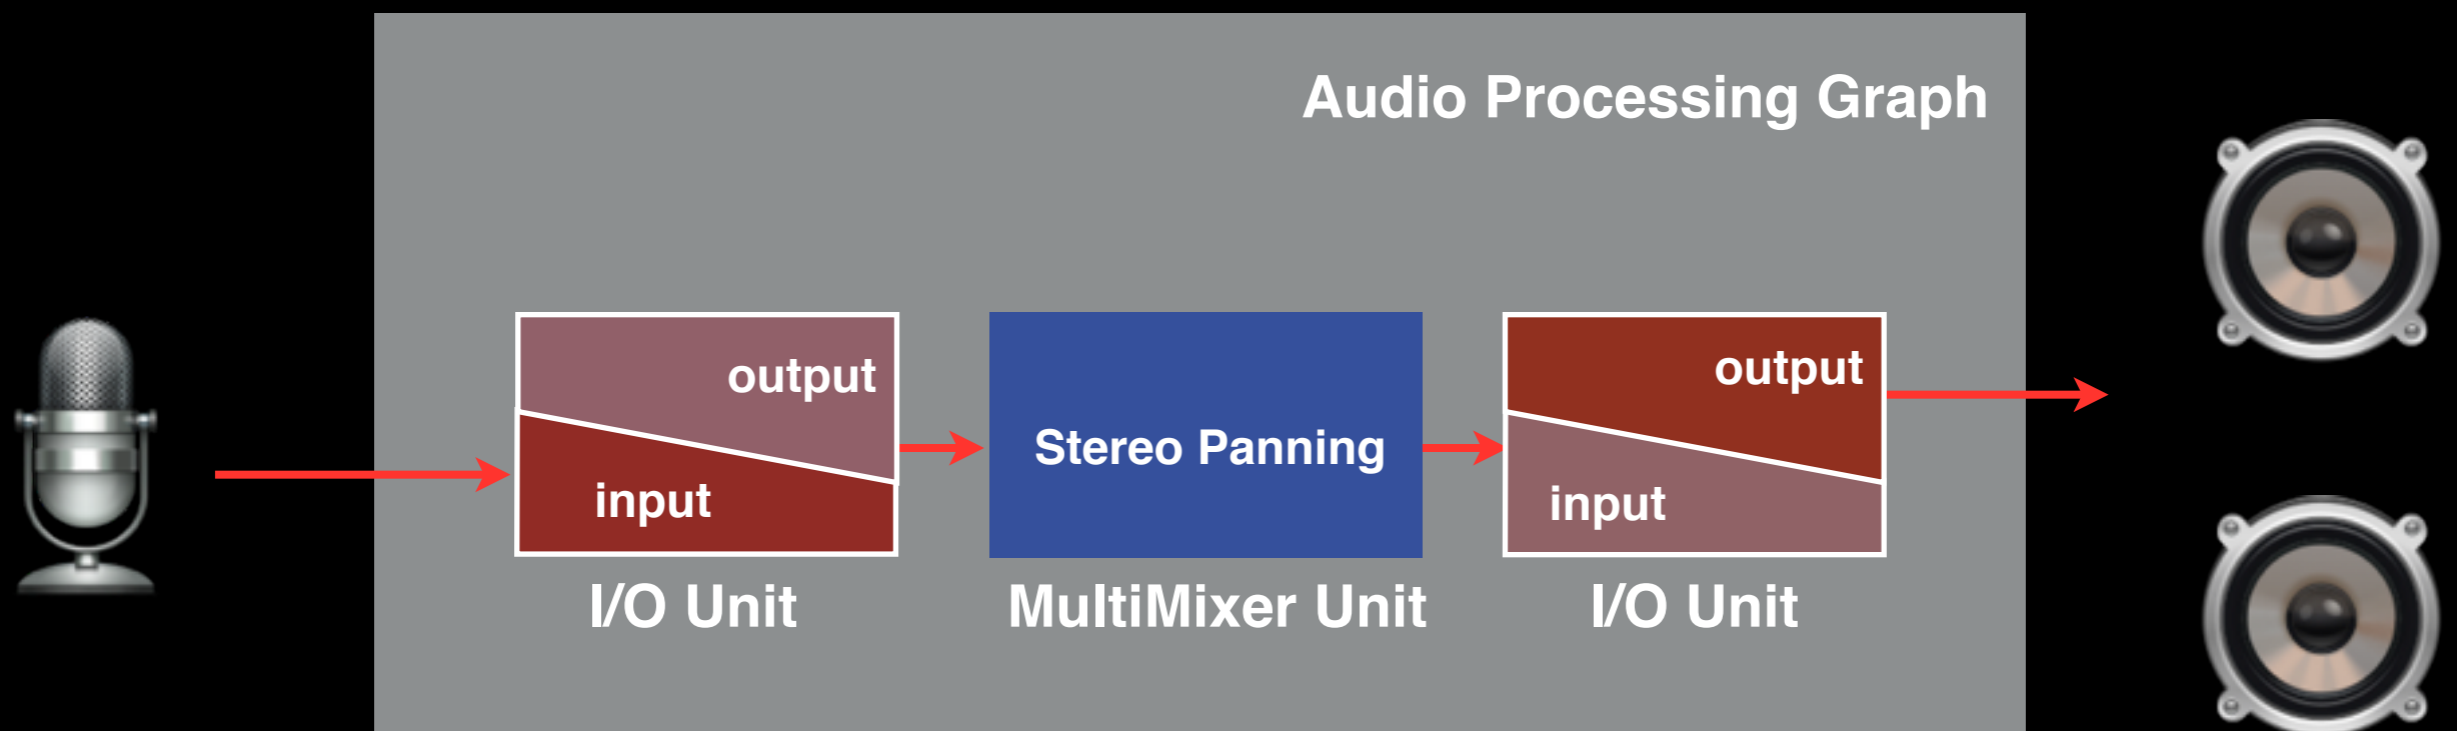 Audio Processing Graph
output
input
Stereo Panning
output
input
I/O Unit
MultiMixer Unit
I/O Unit